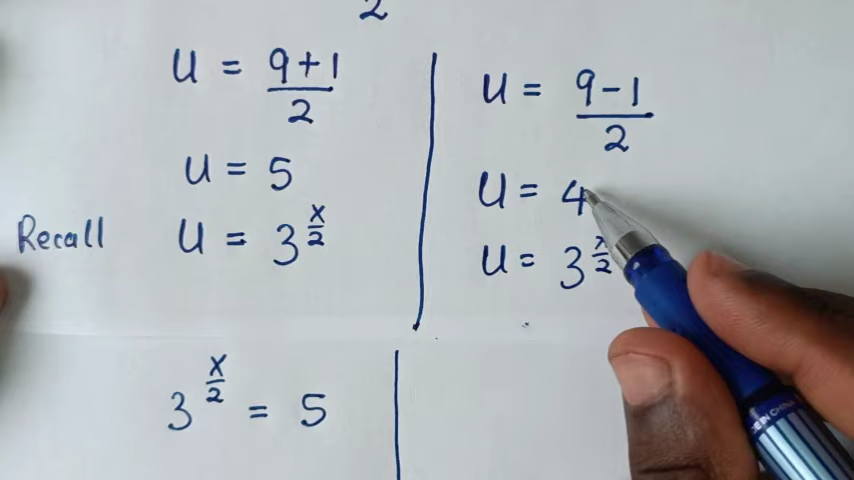 2
U = 9+1/2
U = 5
Recall U = 3^(x/2)
U = 9-1/2
U = 4
U = 3^(x/2)
3^(x/2) = 5